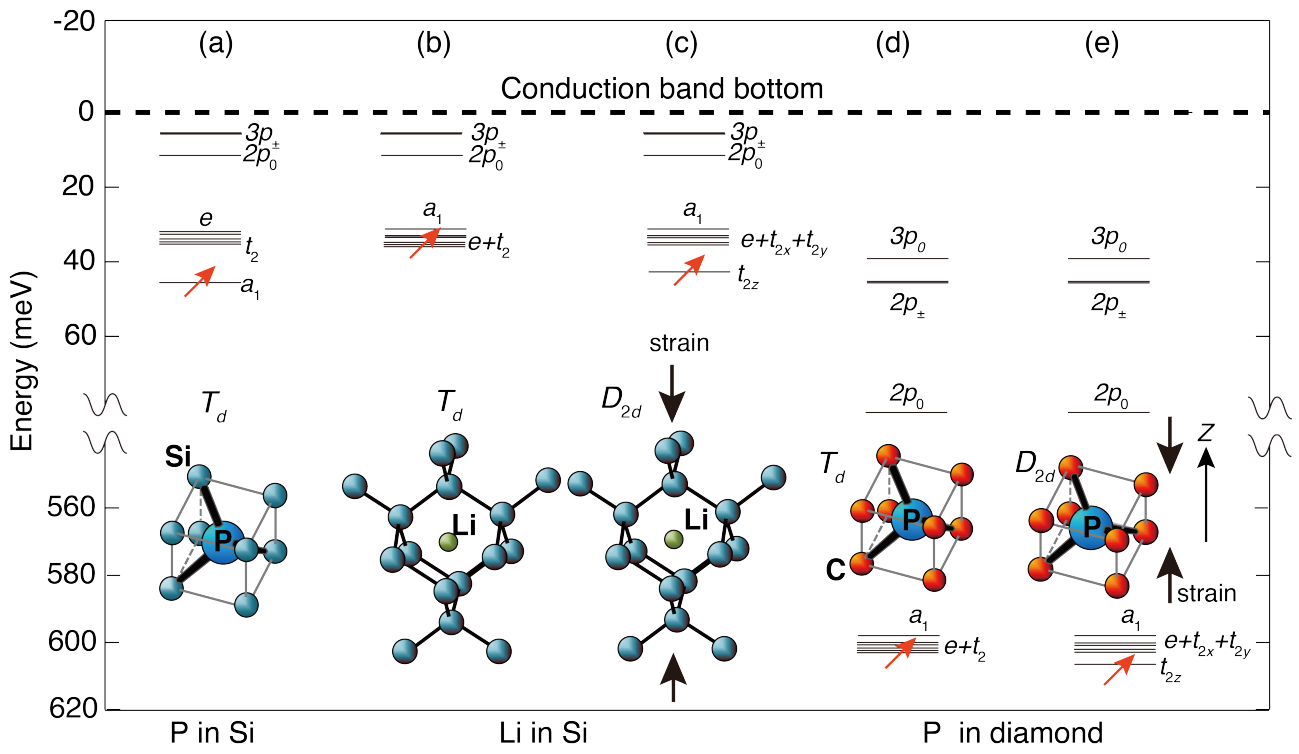 -20
(a) (b) (c) (d) (e)
Conduction band bottom
0
3p± 3p± 3p±
2p0 2p0 2p0
20
e a1 a1
t2 e+t2 e+t2x+t2y 3p0 3p0
40
a1 t2z
2p± 2p±
60
strain
Energy (meV)
Td Td D2d 2p0 2p0
Z
Si Td D2d
560
P Li Li P P
580
C
strain
a1 a1
600
e+t2 e+t2x+t2y
t2z
620
P in Si Li in Si P in diamond